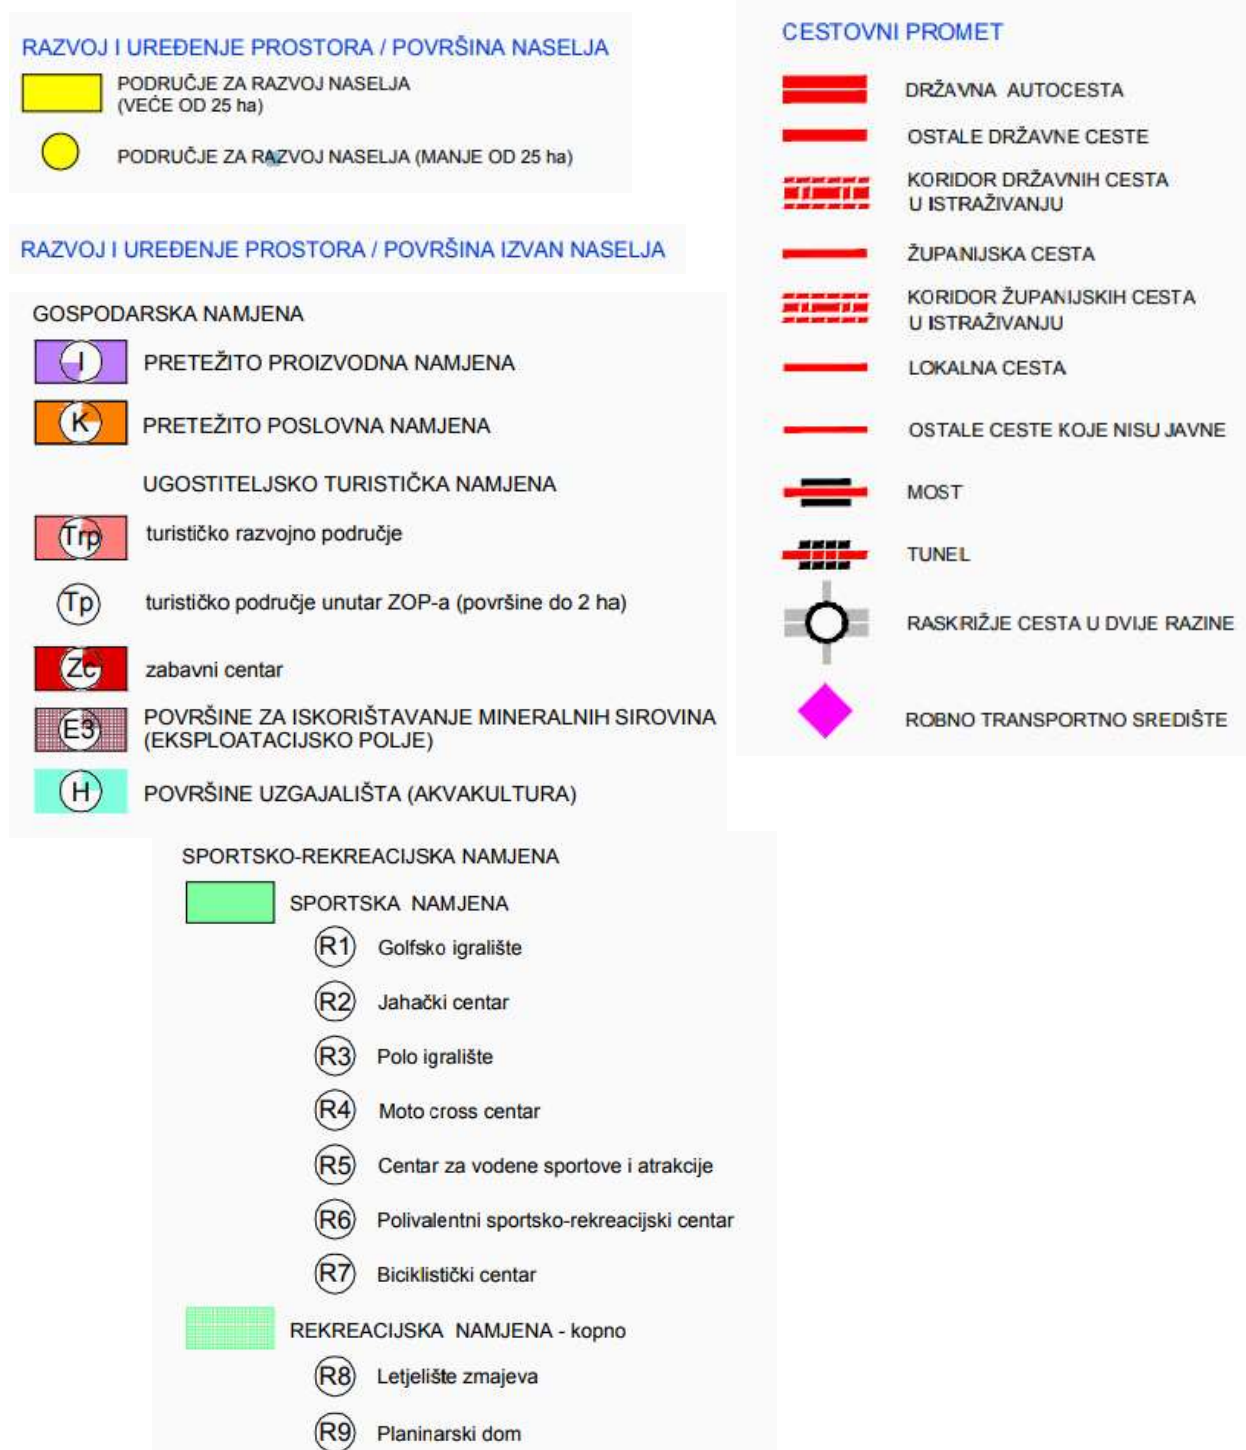 RAZVOJ I UREĐENJE PROSTORA / POVRŠINA NASELJA
PODRUČJE ZA RAZVOJ NASELJA
(VEĆE OD 25 ha)
PODRUČJE ZA RAZVOJ NASELJA (MANJE OD 25 ha)
RAZVOJ I UREĐENJE PROSTORA / POVRŠINA IZVAN NASELJA
GOSPODARSKA NAMJENA
I PRETEŽITO PROIZVODNA NAMJENA
K PRETEŽITO POSLOVNA NAMJENA
UGOSTITELJSKO TURISTIČKA NAMJENA
Trp turističko razvojno područje
Tp turističko područje unutar ZOP-a (površine do 2 ha)
Zc zabavni centar
E3 POVRŠINE ZA ISKORIŠTAVANJE MINERALNIH SIROVINA
(EKSPLOATACIJSKO POLJE)
H POVRŠINE UZGAJALIŠTA (AKVAKULTURA)
CESTOVNI PROMET
DRŽAVNA AUTOCESTA
OSTALE DRŽAVNE CESTE
KORIDOR DRŽAVNIH CESTA
U ISTRAŽIVANJU
ŽUPANIJSKA CESTA
KORIDOR ŽUPANIJSKIH CESTA
U ISTRAŽIVANJU
LOKALNA CESTA
OSTALE CESTE KOJE NISU JAVNE
MOST
TUNEL
RASKRIŽJE CESTA U DVIJE RAZINE
ROBNO TRANSPORTNO SREDIŠTE
SPORTSKO-REKREACIJSKA NAMJENA
SPORTSKA NAMJENA
R1 Golfsko igralište
R2 Jahački centar
R3 Polo igralište
R4 Moto cross centar
R5 Centar za vodene sportove i atrakcije
R6 Polivalentni sportsko-rekreacijski centar
R7 Biciklistički centar
REKREACIJSKA NAMJENA - kopno
R8 Letjelište zmajeva
R9 Planinarski dom